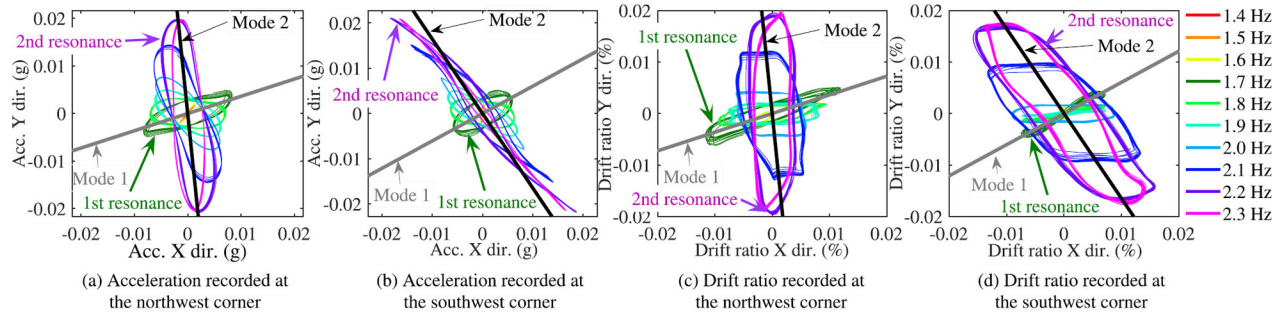 Acc. Y dir. (g)
0.02
0.01
0
-0.01
-0.02
-0.02
-0.01
0
0.01
0.02
Acc. X dir. (g)
Mode 2
2nd resonance
Mode 1
1st resonance
(a) Acceleration recorded at
the northwest corner
Acc. Y dir. (g)
0.02
0.01
0
-0.01
-0.02
-0.02
-0.01
0
0.01
0.02
Acc. X dir. (g)
Mode 2
1st resonance
2nd resonance
Mode 1
1st resonance
(b) Acceleration recorded at
the southwest corner
Drift ratio Y dir. (%)
0.02
0.01
0
-0.01
-0.02
-0.02
-0.01
0
0.01
0.02
Drift ratio X dir. (%)
1st resonance
Mode 2
Mode 1
2nd resonance
(c) Drift ratio recorded at
the northwest corner
Drift ratio Y dir. (%)
0.02
0.01
0
-0.01
-0.02
-0.02
-0.01
0
0.01
0.02
Drift ratio X dir. (%)
2nd resonance
Mode 2
Mode 1
1st resonance
(d) Drift ratio recorded at
the southwest corner
1.4 Hz
1.5 Hz
1.6 Hz
1.7 Hz
1.8 Hz
1.9 Hz
2.0 Hz
2.1 Hz
2.2 Hz
2.3 Hz